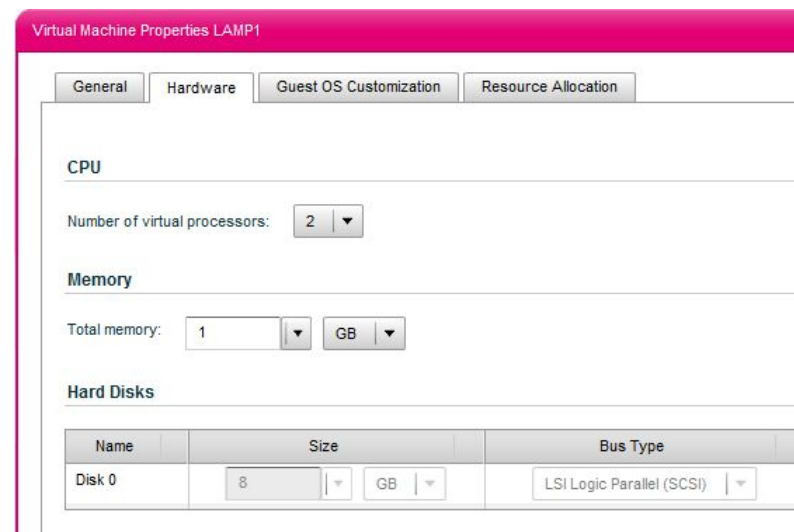 Virtual Machine Properties LAMP1
General Hardware Guest OS Customization Resource Allocation
CPU
Number of virtual processors: 2
Memory
Total memory: 1 GB
Hard Disks
Name Size Bus Type
Disk 0 8 GB LSI Logic Parallel (SCSI)